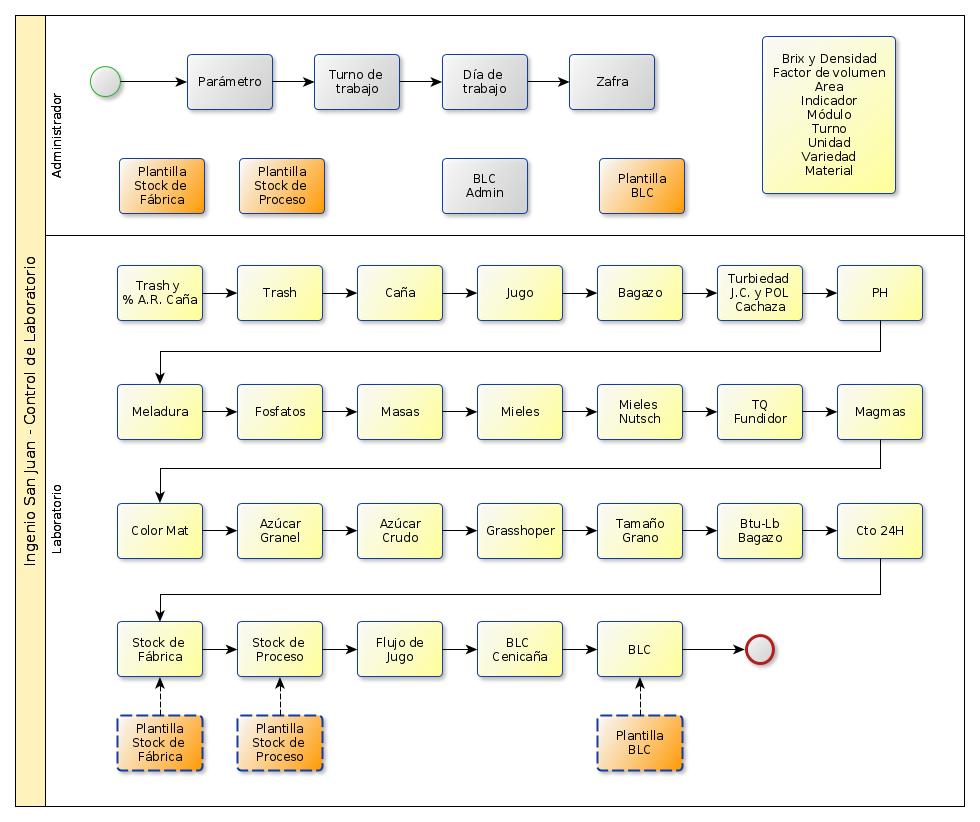 Ingenio San Juan - Control de Laboratorio
Administrador
Parámetro
Turno de
trabajo
Día de
trabajo
Zafra
Brix y Densidad
Factor de volumen
Area
Indicador
Módulo
Turno
Unidad
Variedad
Material
Plantilla
Stock de
Fábrica
Plantilla
Stock de
Proceso
BLC
Admin
Plantilla
BLC
Laboratorio
Trash y
% A.R. Caña
Trash
Caña
Jugo
Bagazo
Turbiedad
J.C. y POL
Cachaza
PH
Meladura
Fosfatos
Masas
Mieles
Mieles
Nutsch
TQ
Fundidor
Magmas
Color Mat
Azúcar
Granel
Azúcar
Crudo
Grasshoper
Tamaño
Grano
Btu-Lb
Bagazo
Cto 24H
Stock de
Fábrica
Stock de
Proceso
Flujo de
Jugo
BLC
Cenicaña
BLC
Plantilla
Stock de
Fábrica
Plantilla
Stock de
Proceso
Plantilla
BLC